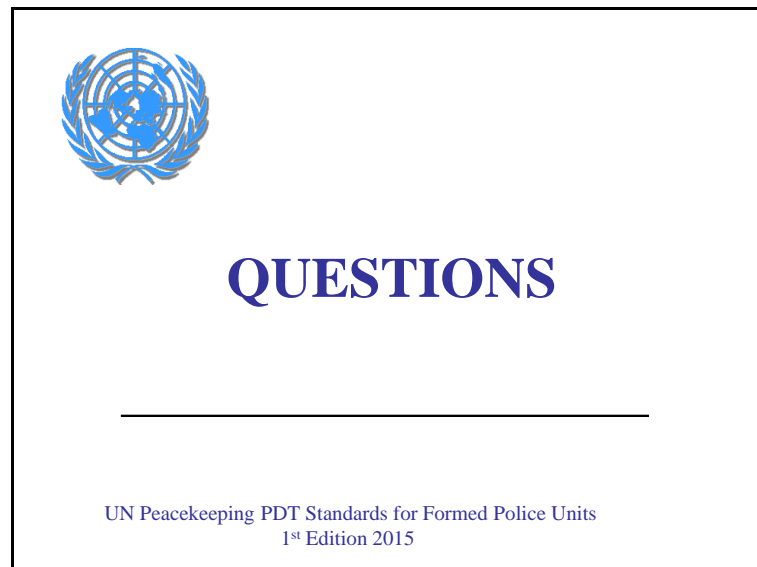 QUESTIONS
UN Peacekeeping PDT Standards for Formed Police Units
1st Edition 2015